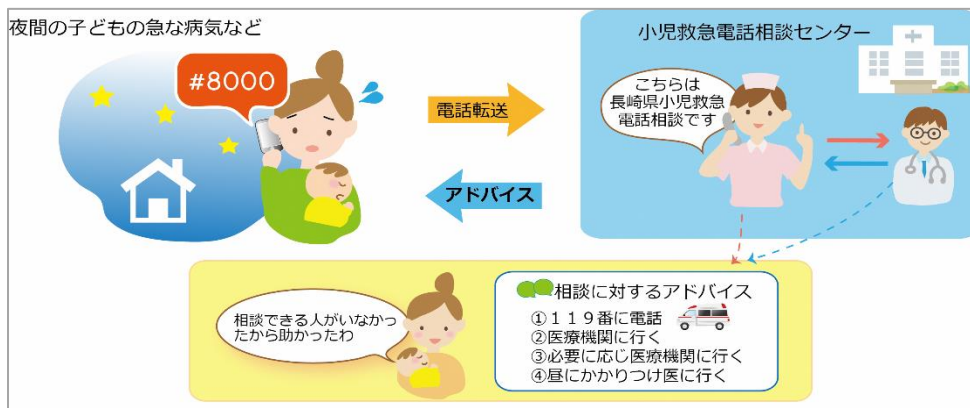 夜間の子どもの急な病気など
#8000
電話転送
アドバイス
小児救急電話相談センター
こちらは
長崎県小児救急
電話相談です
相談できる人がいなかっ
たから助かったわ
相談に対するアドバイス
①119番に電話
②医療機関に行く
③必要に応じ医療機関に行く
④昼にかかりつけ医に行く